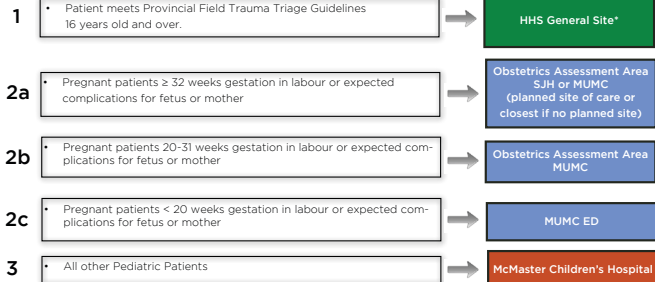 1
• Patient meets Provincial Field Trauma Triage Guidelines
16 years old and over.
HHS General Site*
2a
• Pregnant patients ≥ 32 weeks gestation in labour or expected
complications for fetus or mother
Obstetrics Assessment Area
SJH or MUMC
(planned site of care or
closest if no planned site)
2b
• Pregnant patients 20-31 weeks gestation in labour or expected com-
plications for fetus or mother
Obstetrics Assessment Area
MUMC
2c
• Pregnant patients < 20 weeks gestation in labour or expected com-
plications for fetus or mother
MUMC ED
3
• All other Pediatric Patients
McMaster Children's Hospital